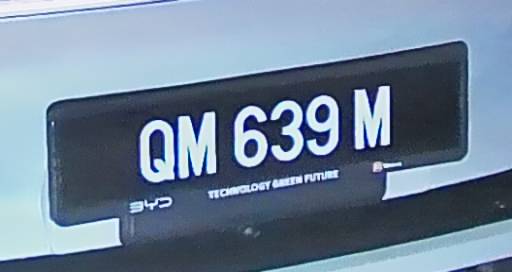 QM 639 M
BYD
TECHNOLOGY GREEN FUTURE